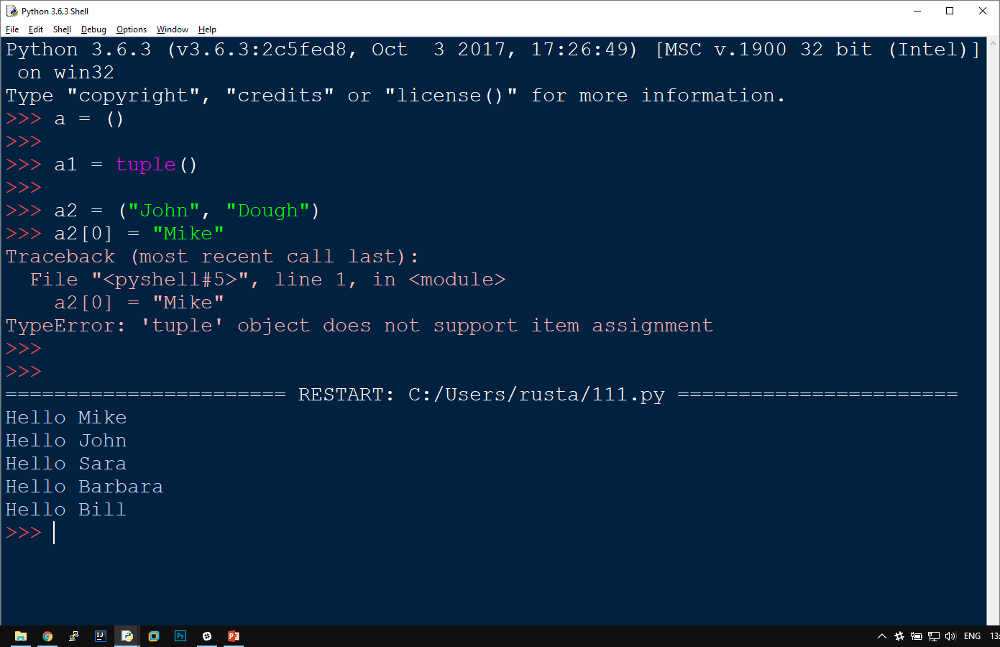 Python 3.6.3 Shell
File Edit Shell Debug Options Window Help
Python 3.6.3 (v3.6.3:2c5fed8, Oct  3 2017, 17:26:49) [MSC v.1900 32 bit (Intel)]
 on win32
Type "copyright", "credits" or "license()" for more information.
>>> a = ()
>>>
>>> a1 = tuple()
>>>
>>> a2 = ("John", "Dough")
>>> a2[0] = "Mike"
Traceback (most recent call last):
  File "<pyshell#5>", line 1, in <module>
    a2[0] = "Mike"
TypeError: 'tuple' object does not support item assignment
>>>
>>>
======================= RESTART: C:/Users/rusta/111.py =======================
Hello Mike
Hello John
Hello Sara
Hello Barbara
Hello Bill
>>>
IJ Ps P ENG 13: